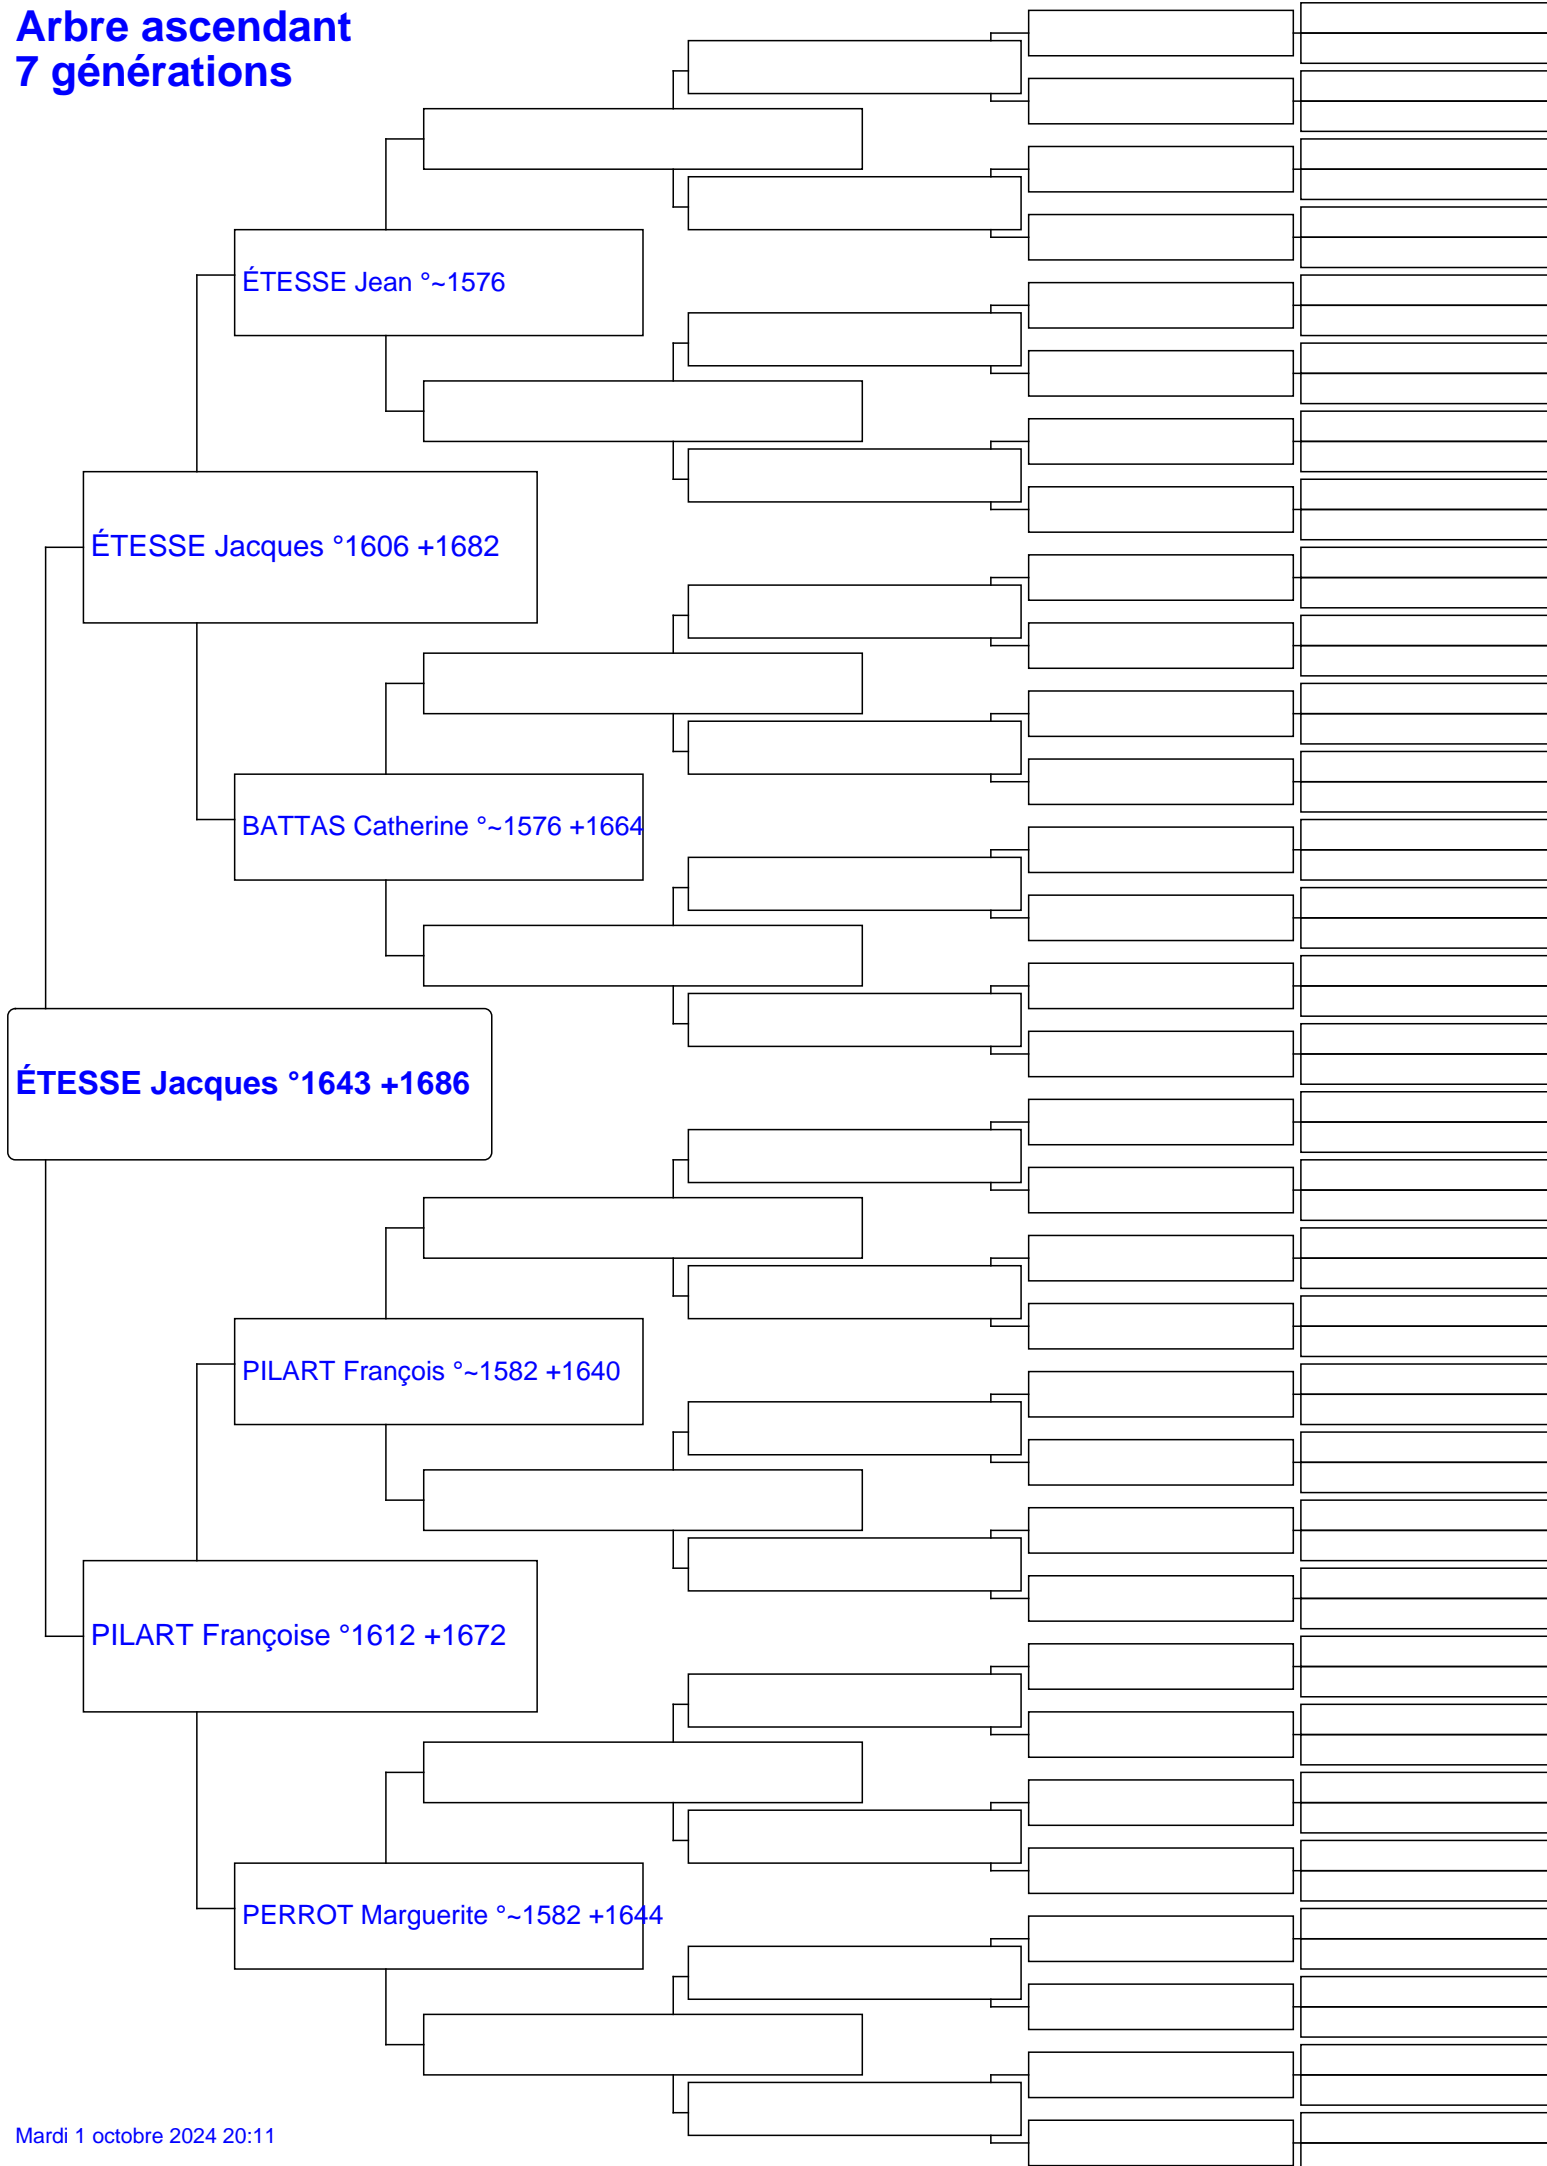 Arbre ascendant
7 générations
ÉTESSE Jean °~1576
ÉTESSE Jacques °1606 +1682
BATTAS Catherine °~1576 +1664
ÉTESSE Jacques °1643 +1686
PILART François °~1582 +1640
PILART Françoise °1612 +1672
PERROT Marguerite °~1582 +1644
Mardi 1 octobre 2024 20:11